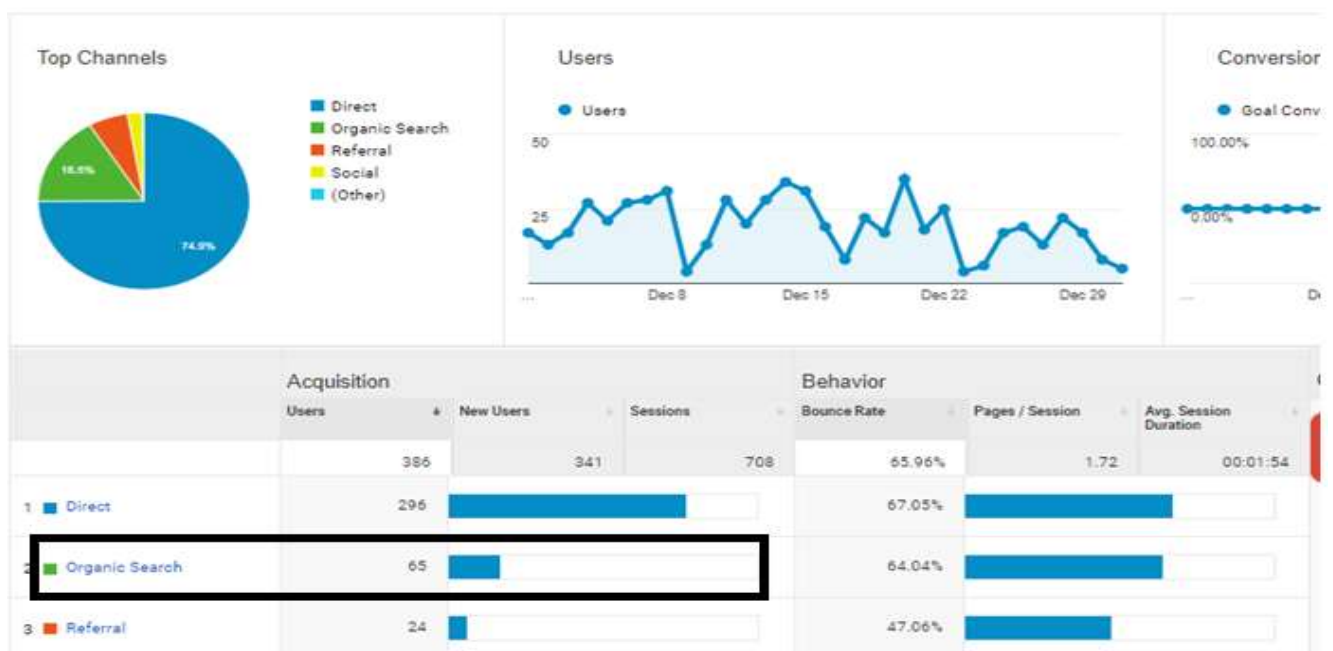 Top Channels
Direct
Organic Search
Referral
Social
(Other)
74.9%
Users
Users
50
25
...
Dec 8
Dec 15
Dec 22
Dec 29
Conversion
Goal Conv
100.00%
0.00%
...
Acquisition
Behavior
Users New Users Sessions Bounce Rate Pages / Session Avg. Session
Duration
386 341 708 65.96% 1.72 00:01:54
1 Direct 296 67.05%
2 Organic Search 65 64.04%
3 Referral 24 47.06%